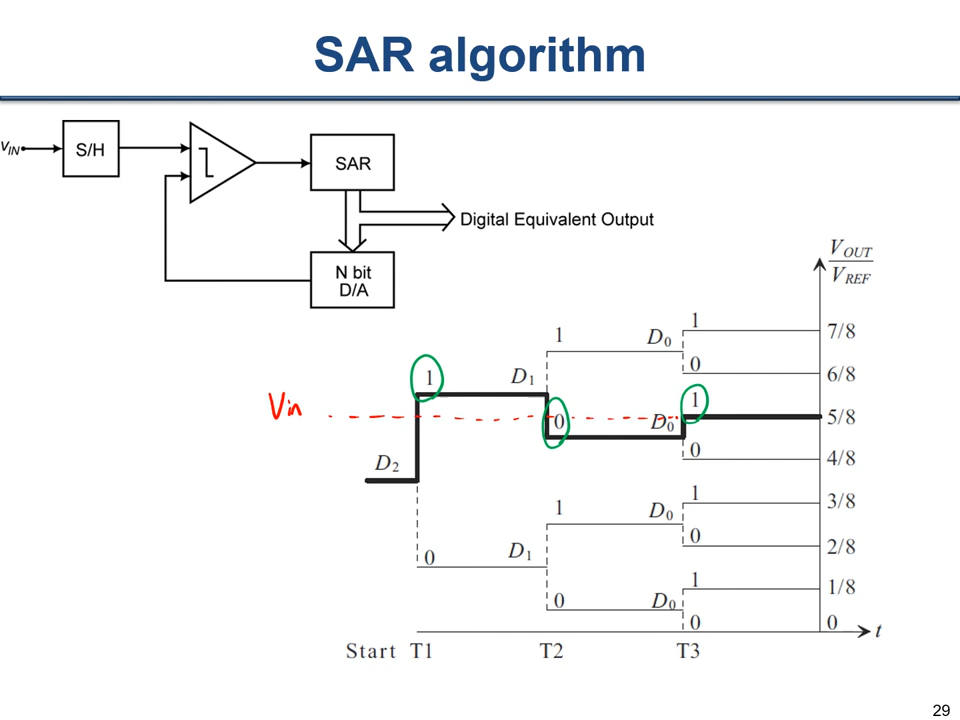 SAR algorithm
vIN
S/H
SAR
Digital Equivalent Output
N bit
D/A
VOUT
VREF
1
D0
7/8
0
6/8
1
D1
1
Vin
0
D0
1
5/8
0
4/8
D2
1
D0
1
3/8
0
2/8
0
D1
0
D0
1
1/8
0
0
t
Start T1 T2 T3
29